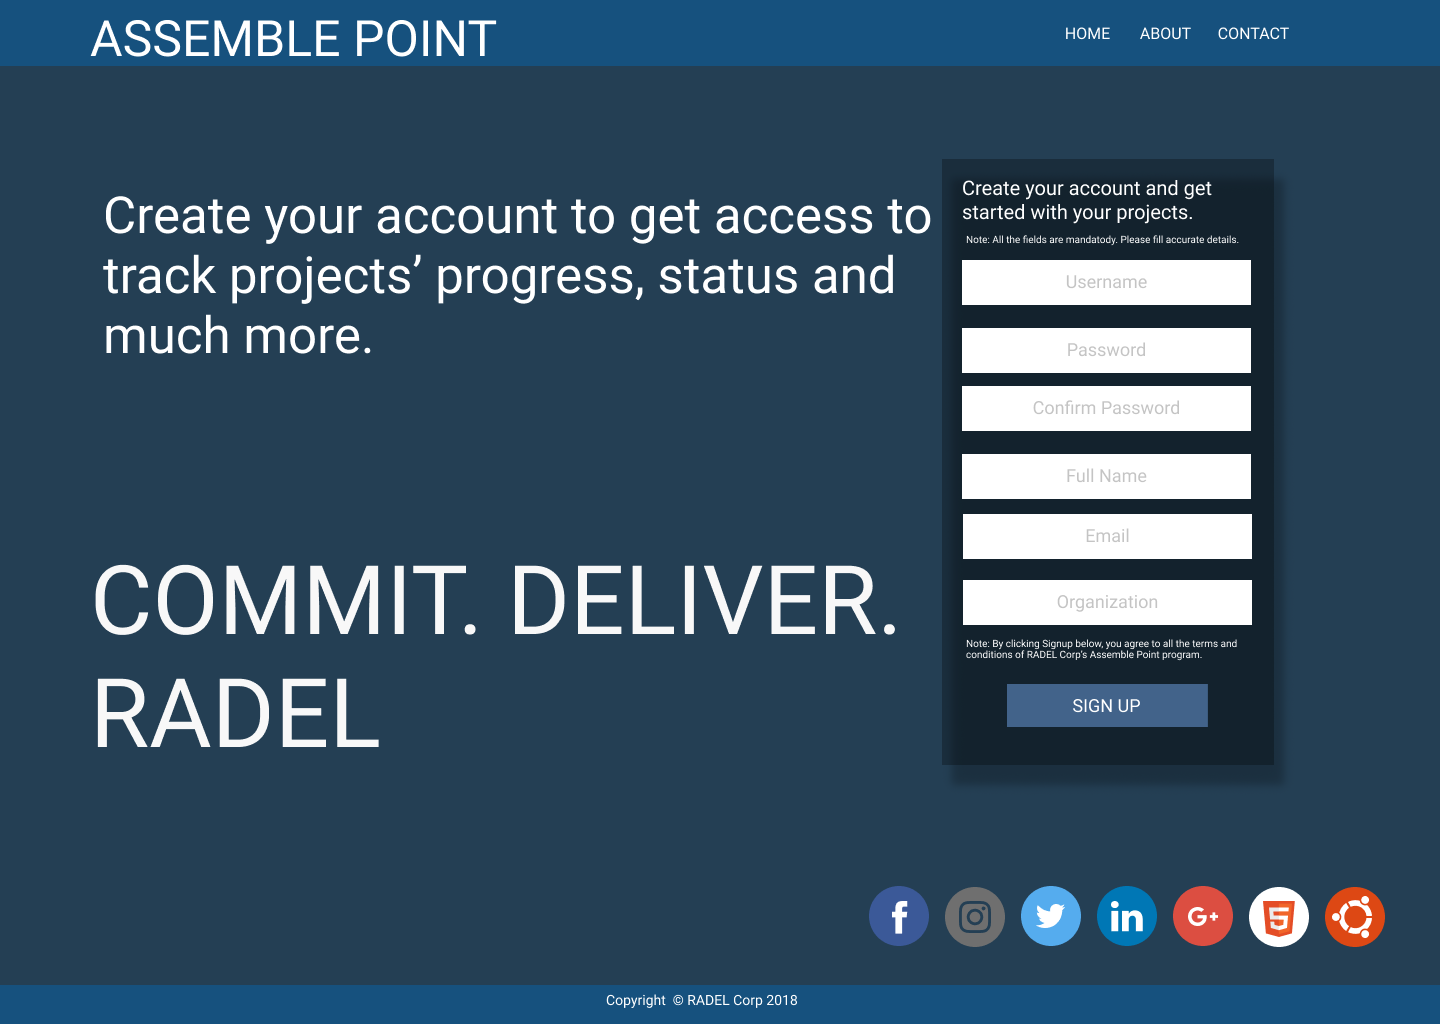 ASSEMBLE POINT
HOME ABOUT CONTACT
Create your account to get access to
track projects’ progress, status and
much more.
COMMIT. DELIVER.
RADEL
Create your account and get
started with your projects.
Note: All the fields are mandatody. Please fill accurate details.
Username
Password
Confirm Password
Full Name
Email
Organization
Note: By clicking Signup below, you agree to all the terms and
conditions of RADEL Corp's Assemble Point program.
SIGN UP
f
in
G+
5
Copyright © RADEL Corp 2018